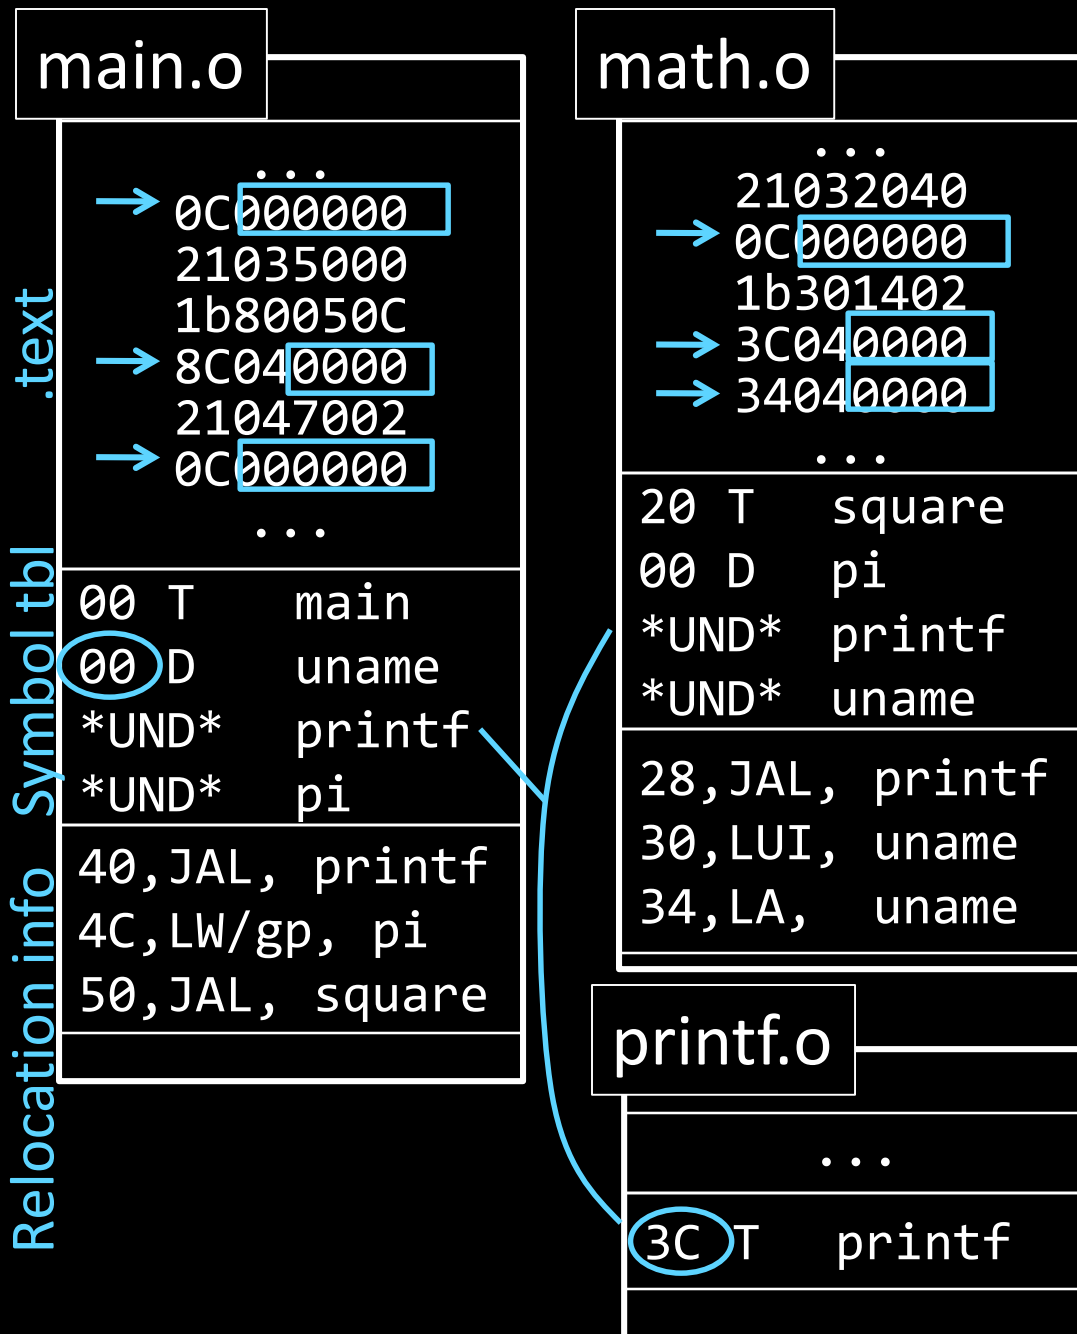 main.o
.text
...
0C000000
21035000
1b80050C
8C040000
21047002
0C000000
...
Symbol tbl
00 T main
00 D uname
*UND* printf
*UND* pi
Relocation info
40,JAL, printf
4C,LW/gp, pi
50,JAL, square
math.o
...
21032040
0C000000
1b301402
3C040000
34040000
...
20 T square
00 D pi
*UND* printf
*UND* uname
28,JAL, printf
30,LUI, uname
34,LA, uname
printf.o
...
3C T printf